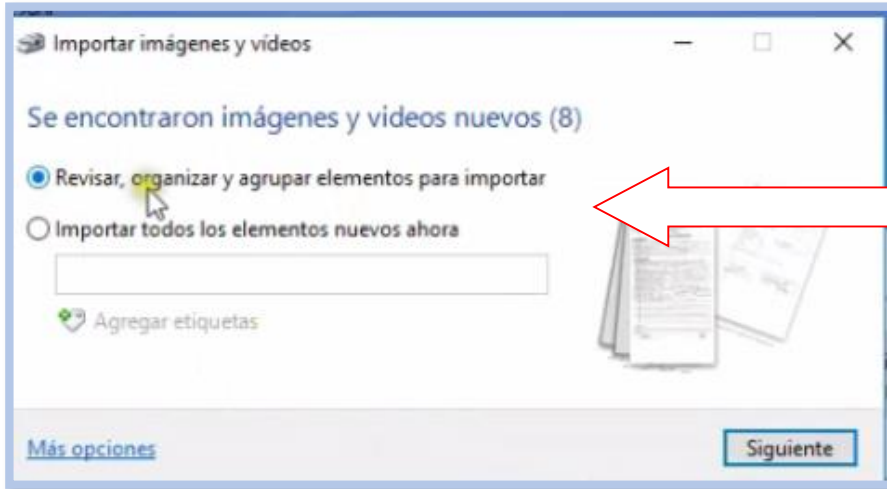 Importar imágenes y vídeos
Se encontraron imágenes y videos nuevos (8)
Revisar, organizar y agrupar elementos para importar
Importar todos los elementos nuevos ahora
Agregar etiquetas
Más opciones
Siguiente